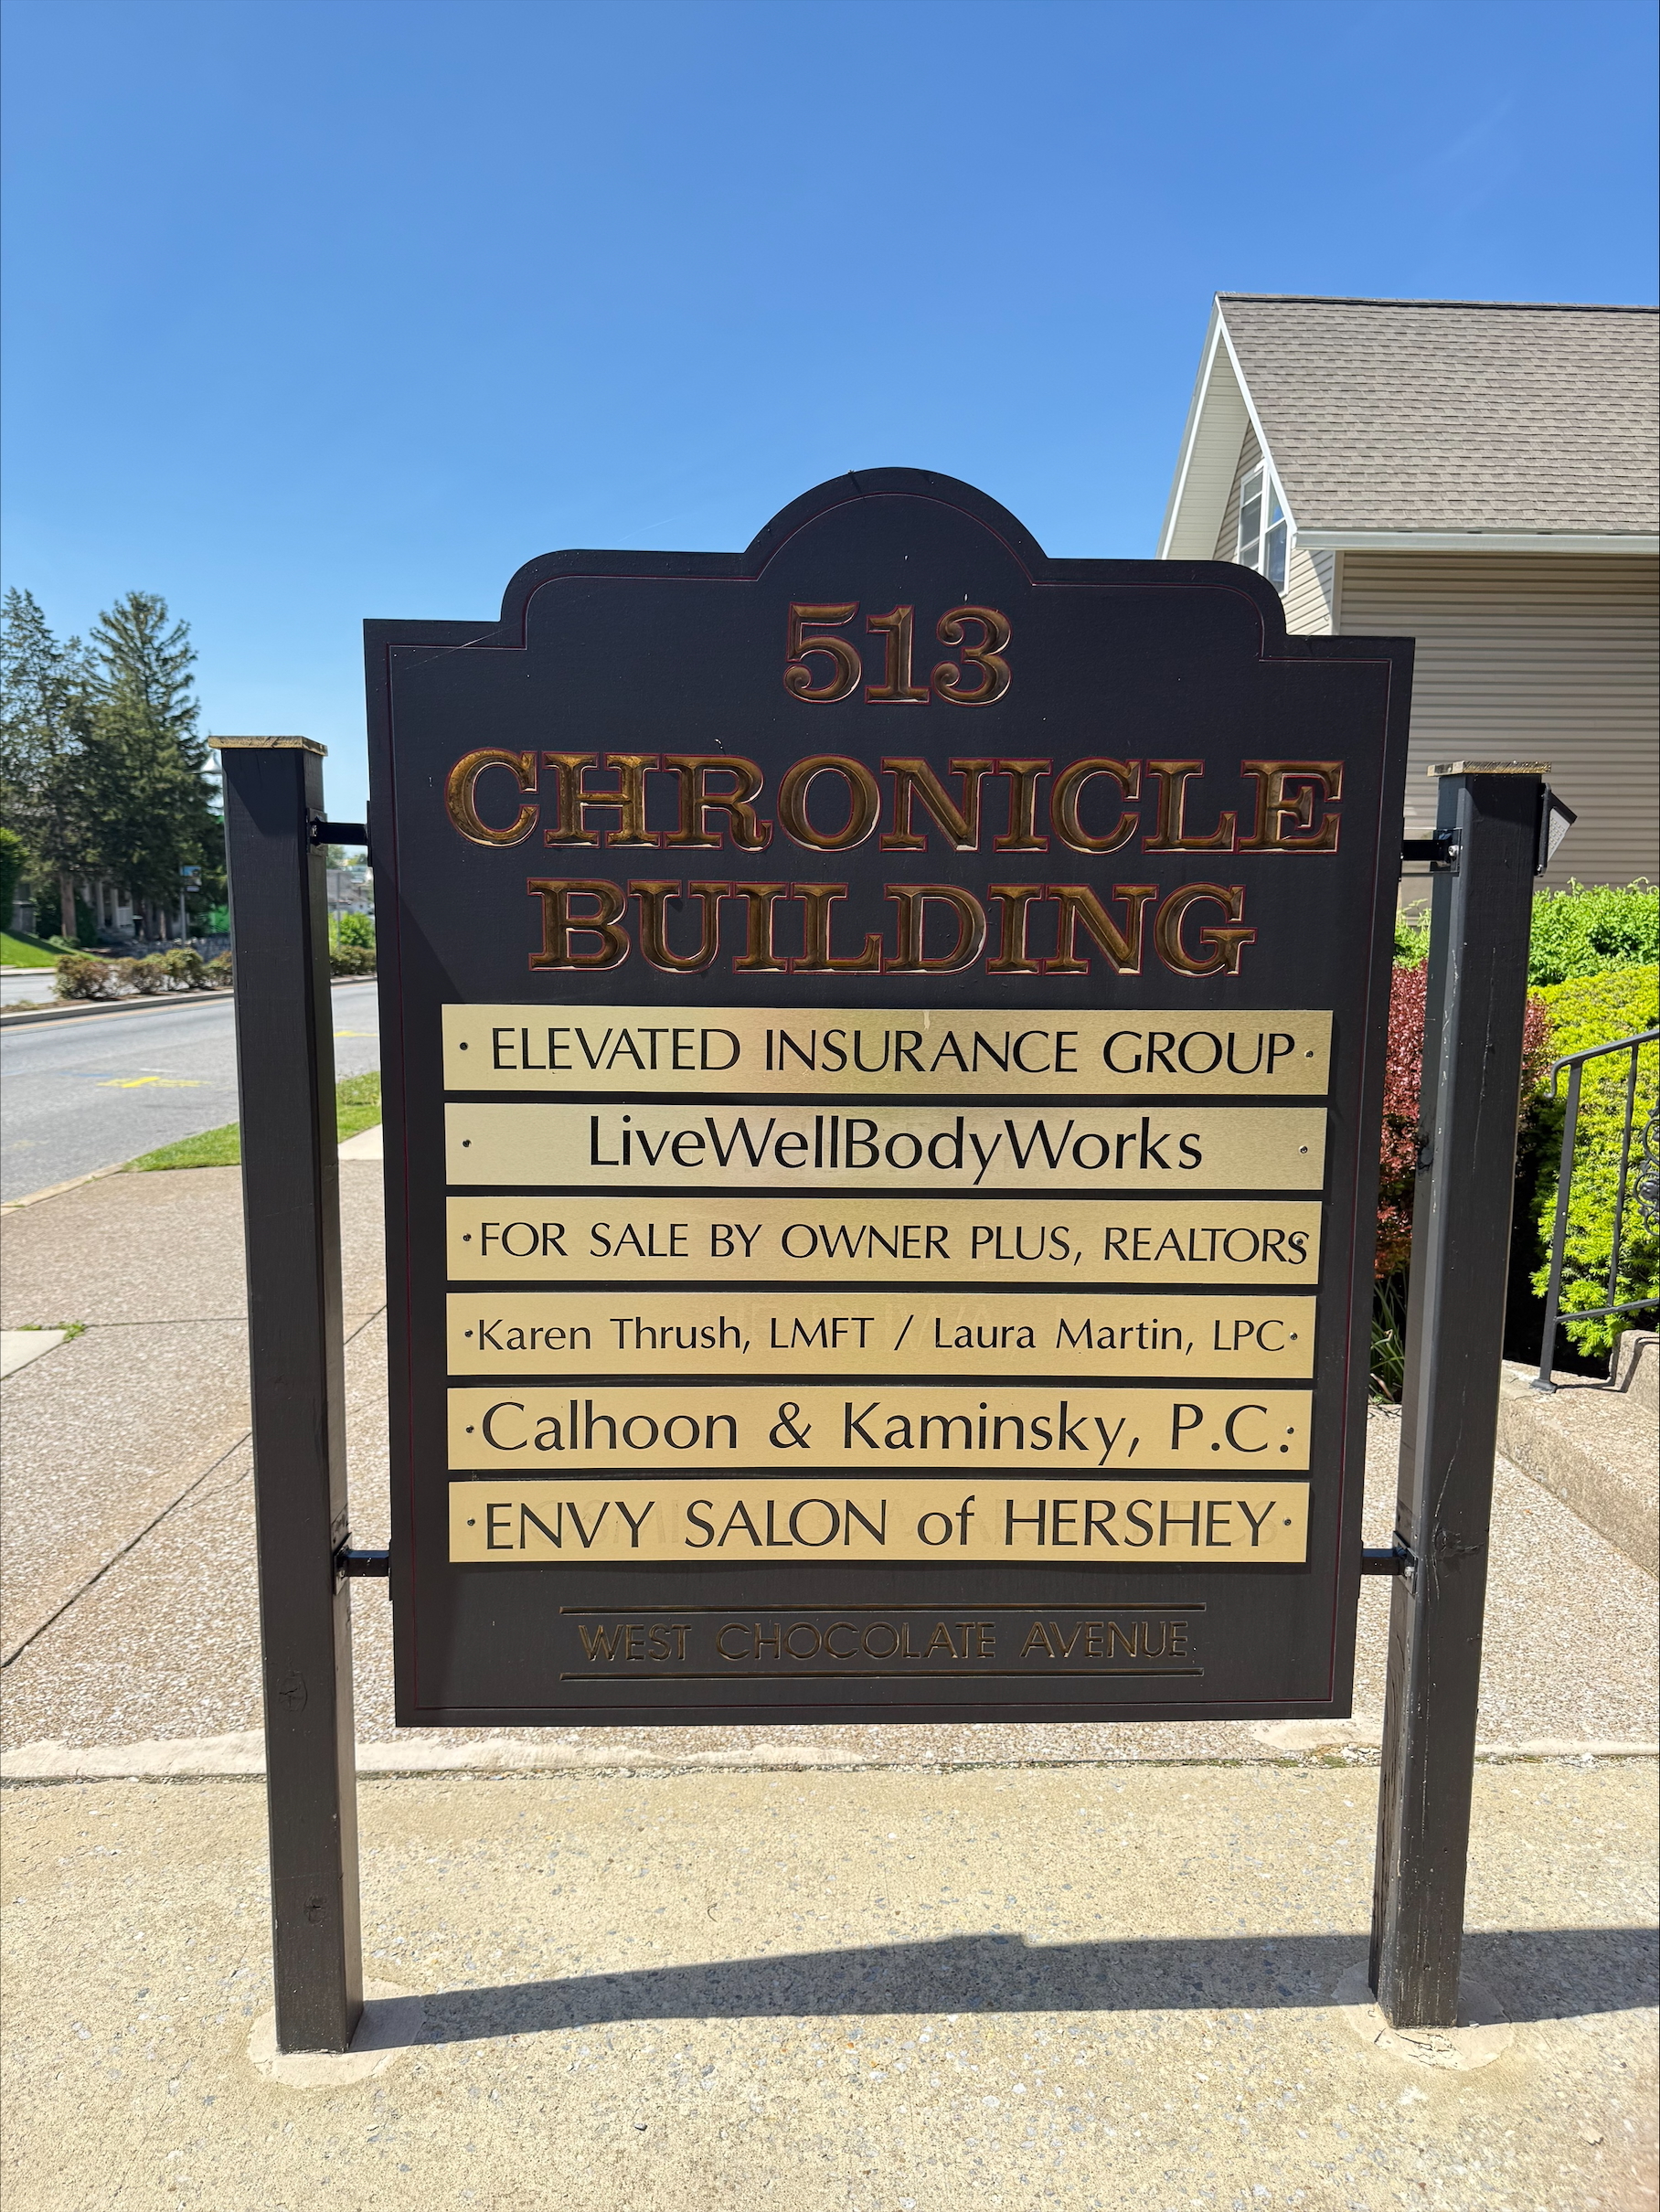 513
CHRONICLE
BUILDING
ELEVATED INSURANCE GROUP
LiveWellBodyWorks
FOR SALE BY OWNER PLUS, REALTORS
Karen Thrush, LMFT / Laura Martin, LPC
Calhoon & Kaminsky, P.C.
ENVY SALON of HERSHEY
WEST CHOCOLATE AVENUE